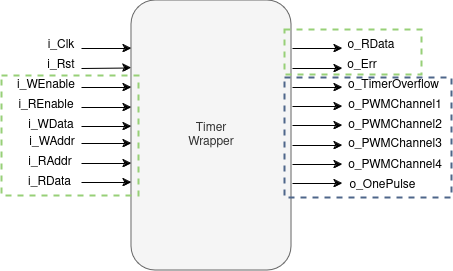 i_Clk
i_Rst
i_WEnable
i_REnable
i_WData
i_WAddr
i_RAddr
i_RData
Timer
Wrapper
o_RData
o_Err
o_TimerOverflow
o_PWMChannel1
o_PWMChannel2
o_PWMChannel3
o_PWMChannel4
o_OnePulse